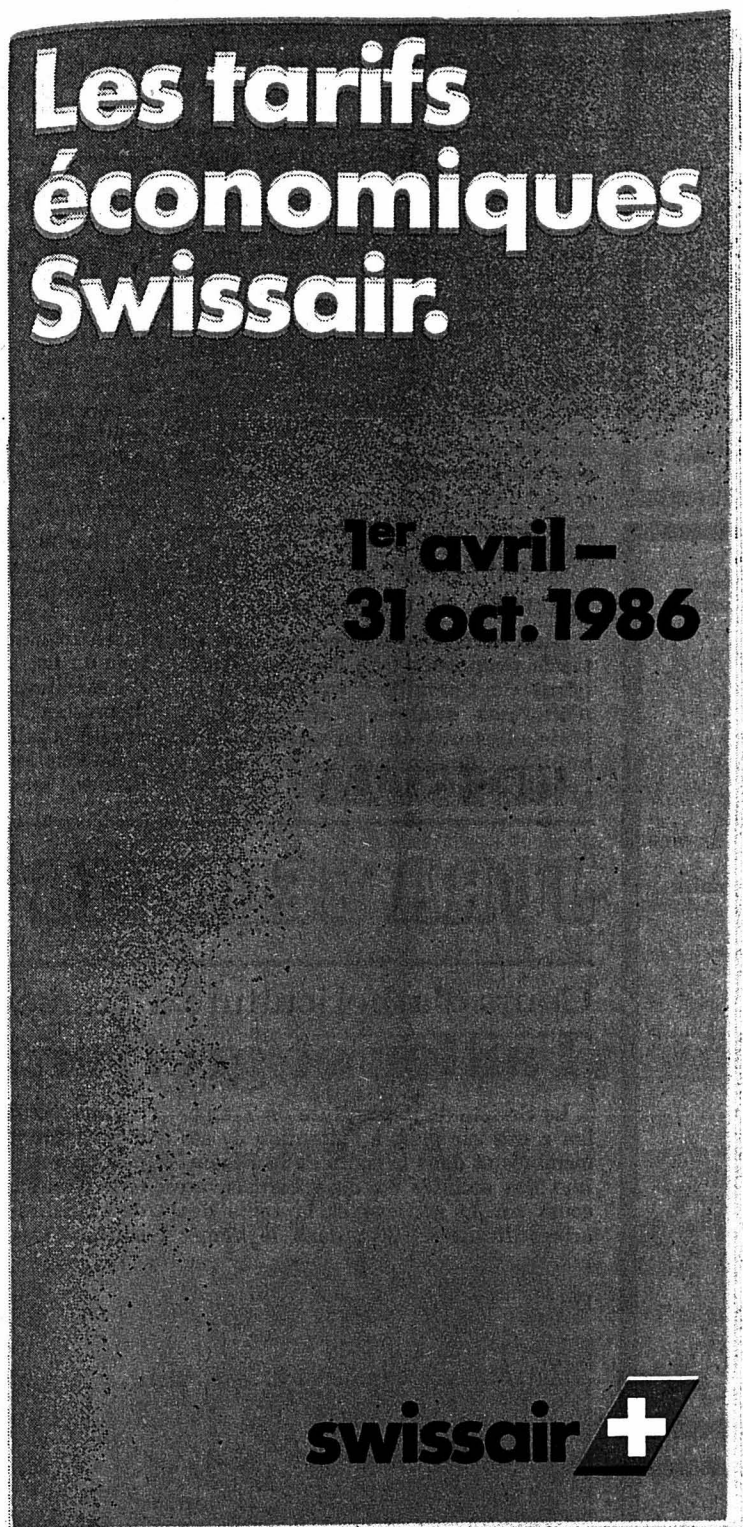 Les tarifs
économiques
Swissair.
1er avril –
31 oct. 1986
swissair